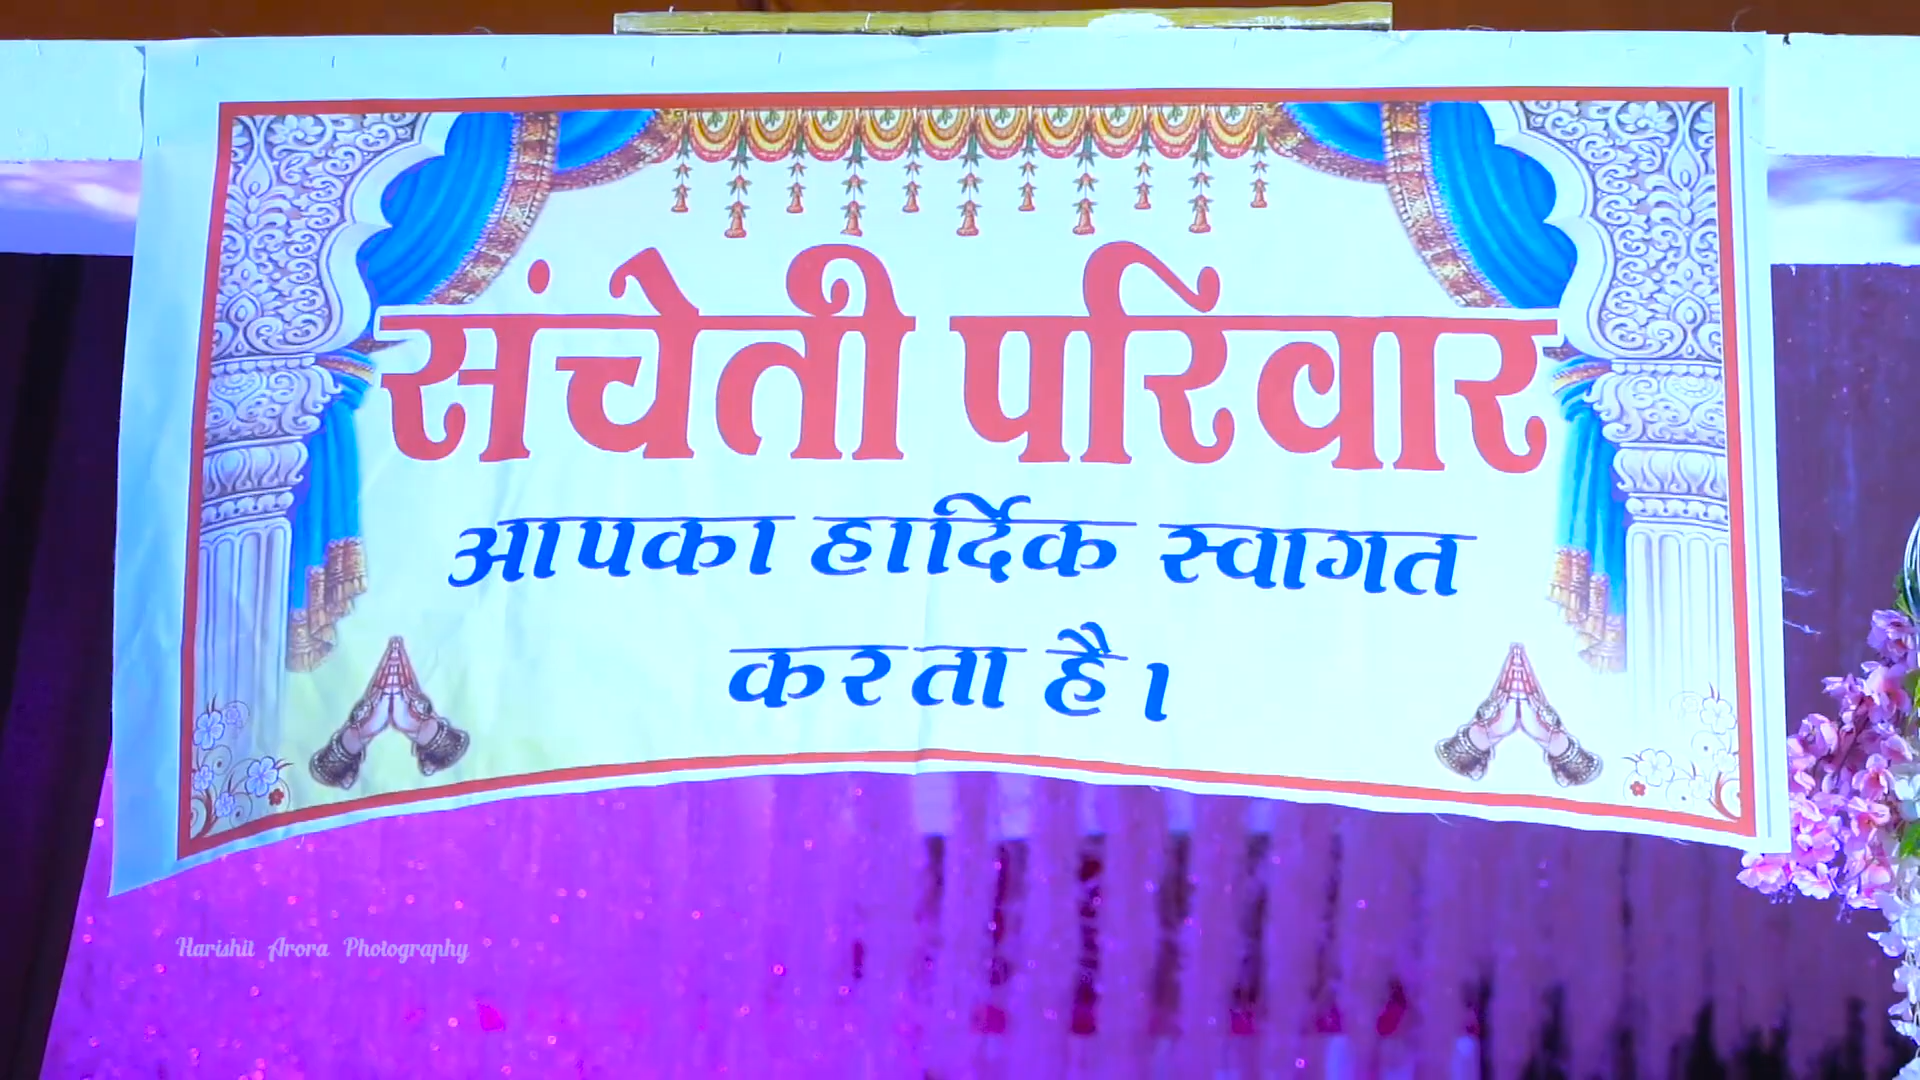 संचेती परिवार
आपका हार्दिक स्वागत
करता है।
Harishit Arora Photography